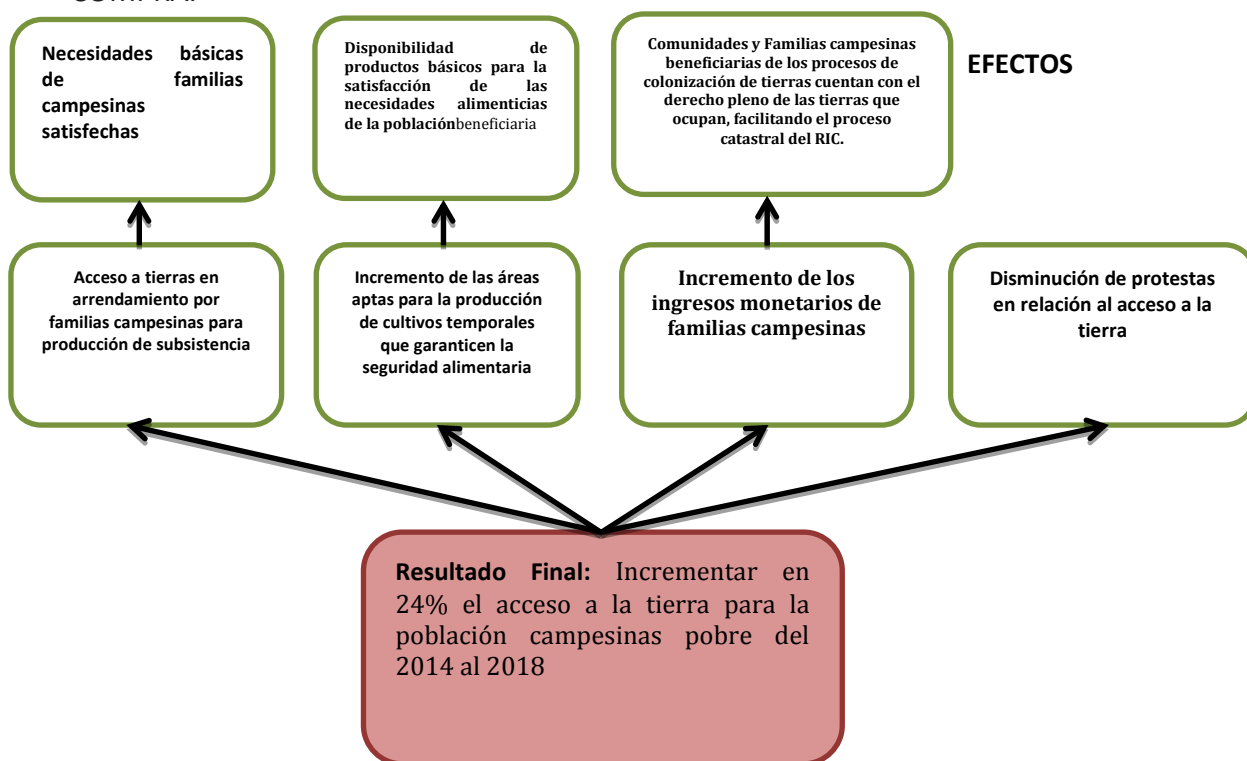 Necesidades básicas
de familias
campesinas
satisfechas
Disponibilidad de
productos básicos para la
satisfacción de las
necesidades alimenticias
de la poblaciónbeneficiaria
Comunidades y Familias campesinas
beneficiarias de los procesos de
colonización de tierras cuentan con el
derecho pleno de las tierras que
ocupan, facilitando el proceso
catastral del RIC.
EFECTOS
Acceso a tierras en
arrendamiento por
familias campesinas para
producción de subsistencia
Incremento de las áreas
aptas para la producción
de cultivos temporales
que garanticen la
seguridad alimentaria
Incremento de los
ingresos monetarios de
familias campesinas
Disminución de protestas
en relación al acceso a la
tierra
Resultado Final: Incrementar en
24% el acceso a la tierra para la
población campesinas pobre del
2014 al 2018